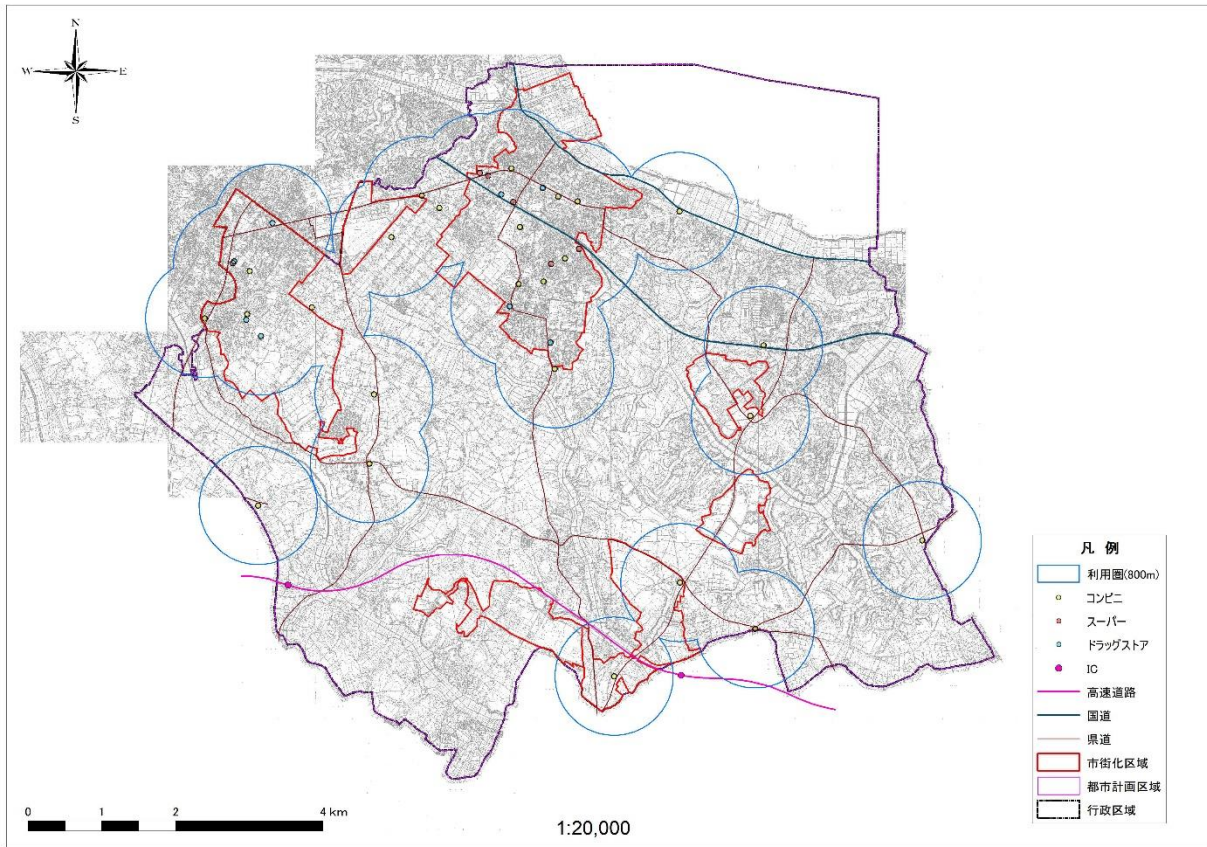 N
W E
S
凡 例
利用圏(800m)
コンビニ
スーパー
ドラッグストア
IC
高速道路
国道
県道
市街化区域
都市計画区域
行政区域
0 1 2 4 km
1:20,000